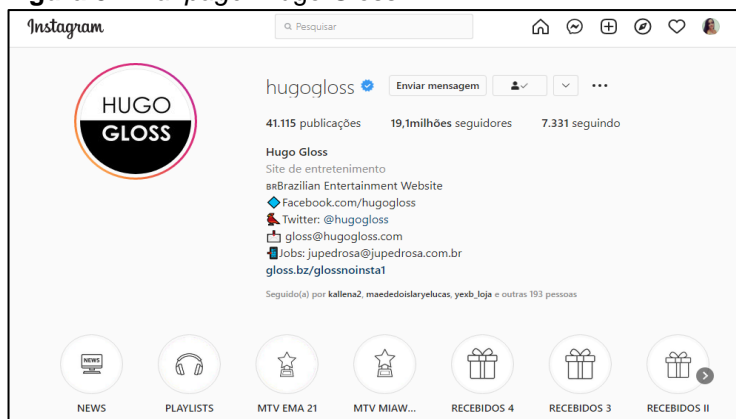 Instagram
Pesquisar
HUGO
GLOSS
hugogloss
Enviar mensagem
41.115 publicações 19,1milhões seguidores 7.331 seguindo
Hugo Gloss
Site de entretenimento
BRBrazilian Entertainment Website
Facebook.com/hugogloss
Twitter: @hugogloss
gloss@hugogloss.com
Jobs: jupedrosa@jupedrosa.com.br
gloss.bz/glossnoinsta1
Seguido(a) por kallena2, maededoislaryelucas, yexb_loja e outras 193 pessoas
NEWS
NEWS PLAYLISTS MTV EMA 21 MTV MIAW... RECEBIDOS 4 RECEBIDOS 3 RECEBIDOS II